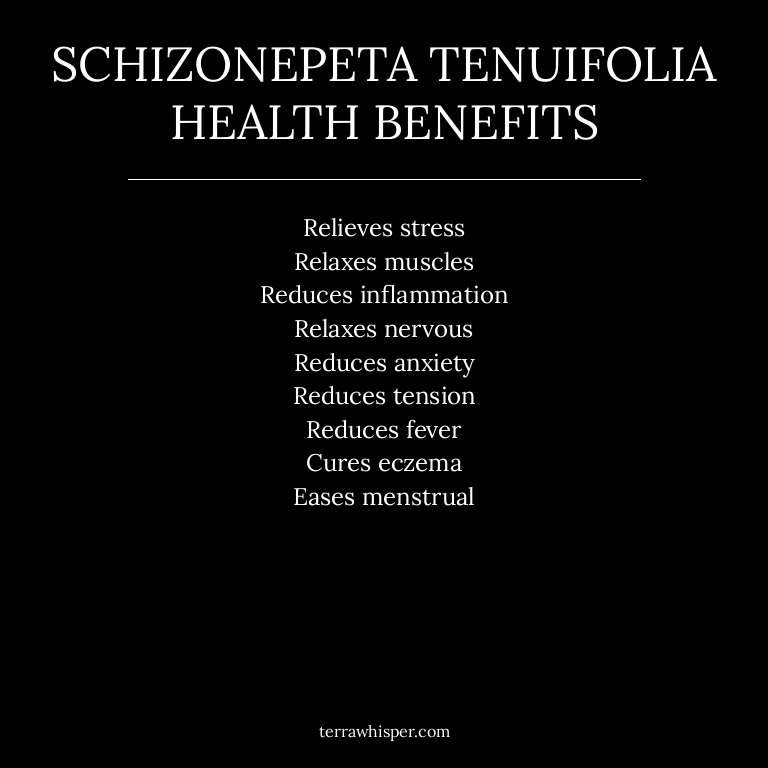 SCHIZONEPETA TENUIFOLIA
HEALTH BENEFITS
Relieves stress
Relaxes muscles
Reduces inflammation
Relaxes nervous
Reduces anxiety
Reduces tension
Reduces fever
Cures eczema
Eases menstrual
terrawhisper.com